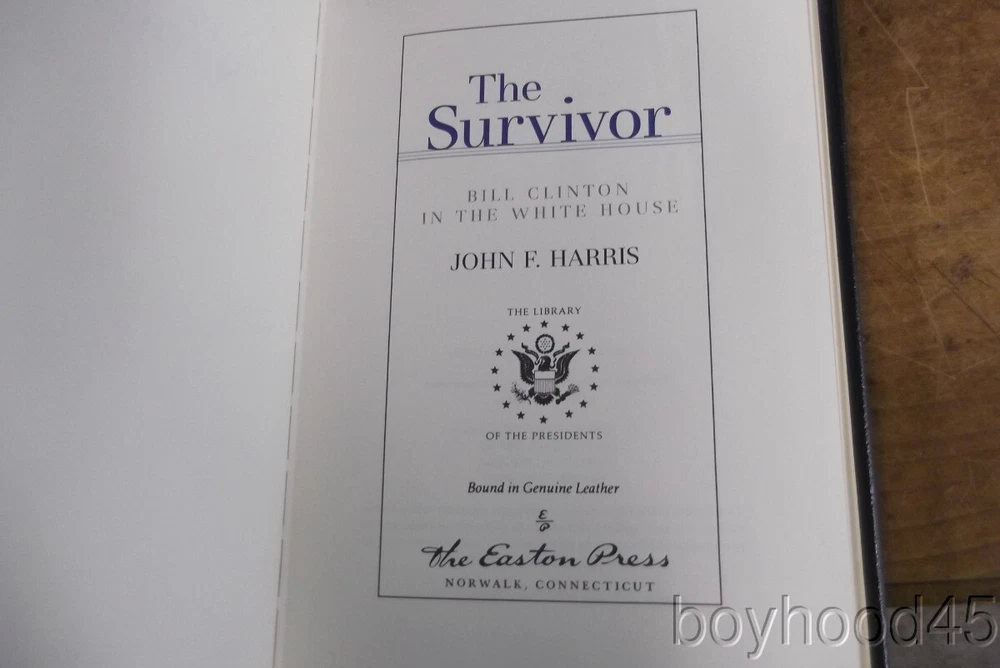 The
Survivor
BILL CLINTON
IN THE WHITE HOUSE
JOHN F. HARRIS
THE LIBRARY
OF THE PRESIDENTS
Bound in Genuine Leather
E
P
The Easton Press
NORWALK, CONNECTICUT
boyhood45